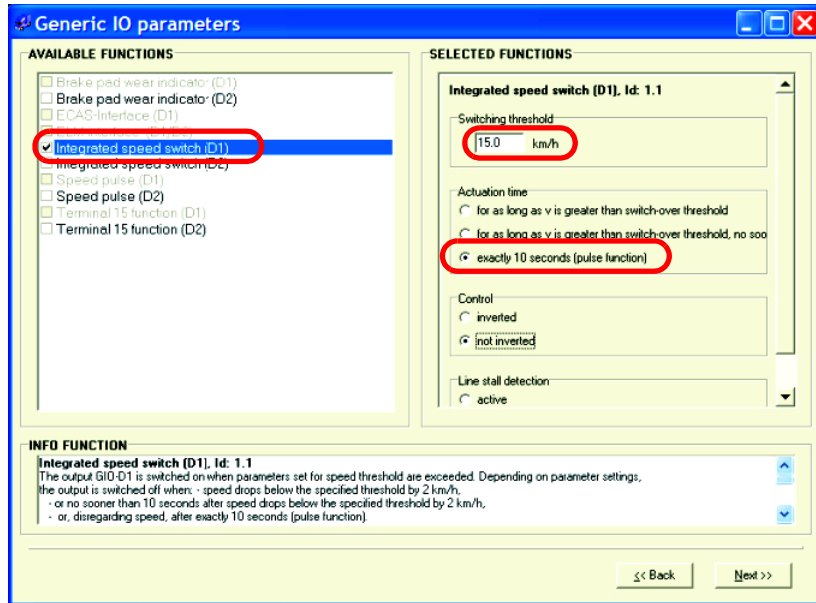 Generic IO parameters
AVAILABLE FUNCTIONS
Brake pad wear indicator (D1)
Brake pad wear indicator (D2)
ECAS-Interface (D1)
Integrated speed switch (D1)
Integrated speed switch (D2)
Speed pulse (D1)
Speed pulse (D2)
Terminal 15 function (D1)
Terminal 15 function (D2)
SELECTED FUNCTIONS
Integrated speed switch (D1), Id: 1.1
Switching threshold
15.0 km/h
Actuation time
for as long as v is greater than switch-over threshold
for as long as v is greater than switch-over threshold, no soo
exactly 10 seconds (pulse function)
Control
inverted
not inverted
Line stall detection
active
INFO FUNCTION
Integrated speed switch (D1), Id: 1.1
The output GIO-D1 is switched on when parameters set for speed threshold are exceeded. Depending on parameter settings,
the output is switched off when: - speed drops below the specified threshold by 2 km/h,
- or no sooner than 10 seconds after speed drops below the specified threshold by 2 km/h,
- or, disregarding speed, after exactly 10 seconds (pulse function).
<< Back
Next >>